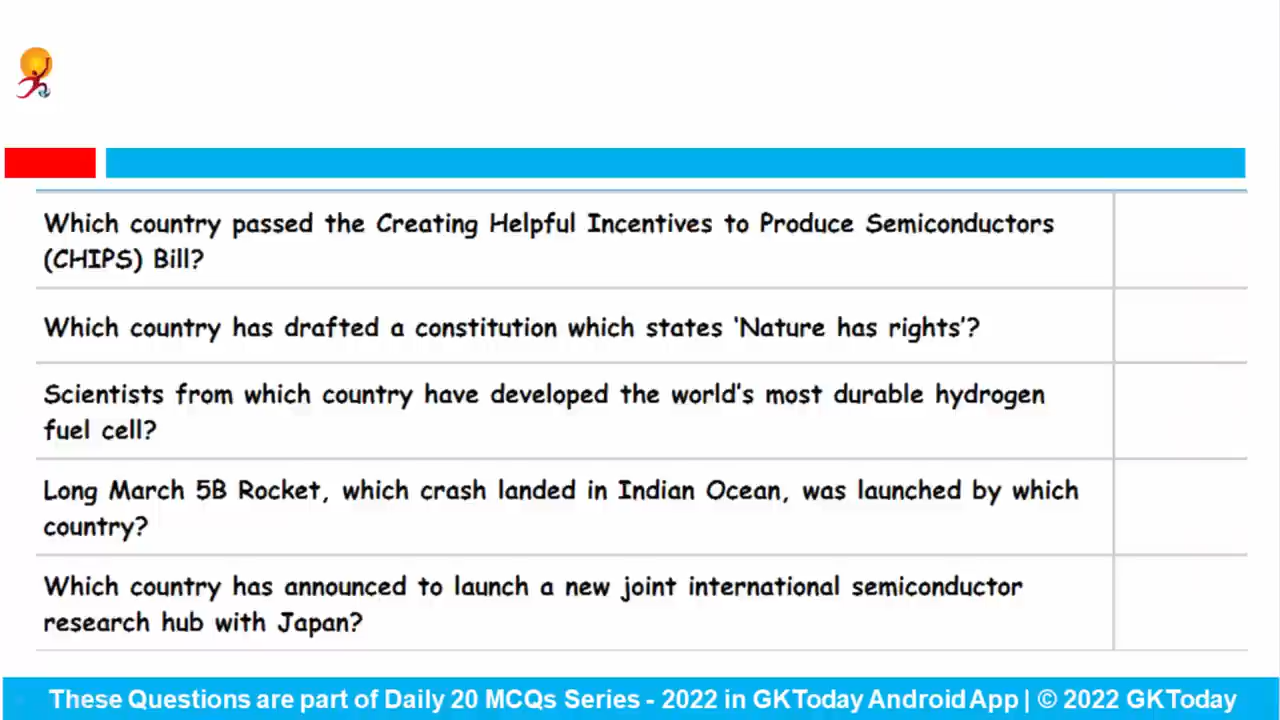 Which country passed the Creating Helpful Incentives to Produce Semiconductors
(CHIPS) Bill?
Which country has drafted a constitution which states ‘Nature has rights’?
Scientists from which country have developed the world’s most durable hydrogen
fuel cell?
Long March 5B Rocket, which crash landed in Indian Ocean, was launched by which
country?
Which country has announced to launch a new joint international semiconductor
research hub with Japan?
These Questions are part of Daily 20 MCQs Series - 2022 in GKToday Android App | © 2022 GKToday